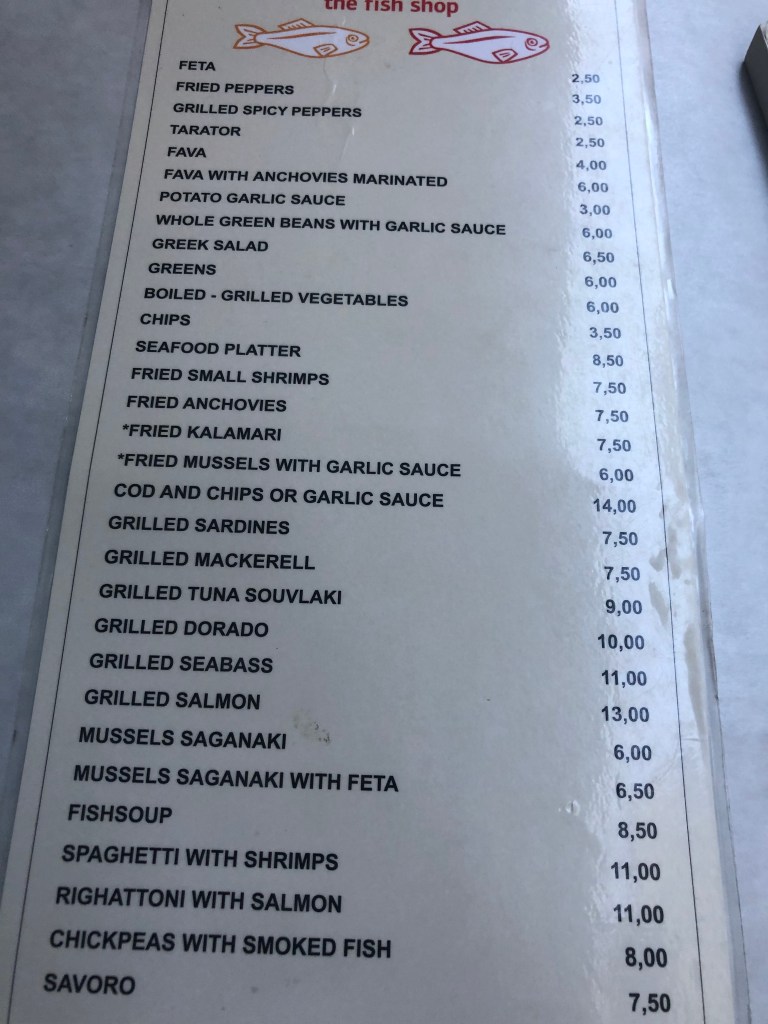 the fish shop
FETA 2,50
FRIED PEPPERS 3,50
GRILLED SPICY PEPPERS 2,50
TARATOR 2,50
FAVA 4,00
FAVA WITH ANCHOVIES MARINATED 6,00
POTATO GARLIC SAUCE 3,00
WHOLE GREEN BEANS WITH GARLIC SAUCE 6,00
GREEK SALAD 6,50
GREENS 6,00
BOILED - GRILLED VEGETABLES 6,00
CHIPS 3,50
SEAFOOD PLATTER 8,50
FRIED SMALL SHRIMPS 7,50
FRIED ANCHOVIES 7,50
*FRIED KALAMARI 7,50
*FRIED MUSSELS WITH GARLIC SAUCE 6,00
COD AND CHIPS OR GARLIC SAUCE 14,00
GRILLED SARDINES 7,50
GRILLED MACKERELL 7,50
GRILLED TUNA SOUVLAKI 9,00
GRILLED DORADO 10,00
GRILLED SEABASS 11,00
GRILLED SALMON 13,00
MUSSELS SAGANAKI 6,00
MUSSELS SAGANAKI WITH FETA 6,50
FISHSOUP 8,50
SPAGHETTI WITH SHRIMPS 11,00
RIGHATTONI WITH SALMON 11,00
CHICKPEAS WITH SMOKED FISH 8,00
SAVORO 7,50